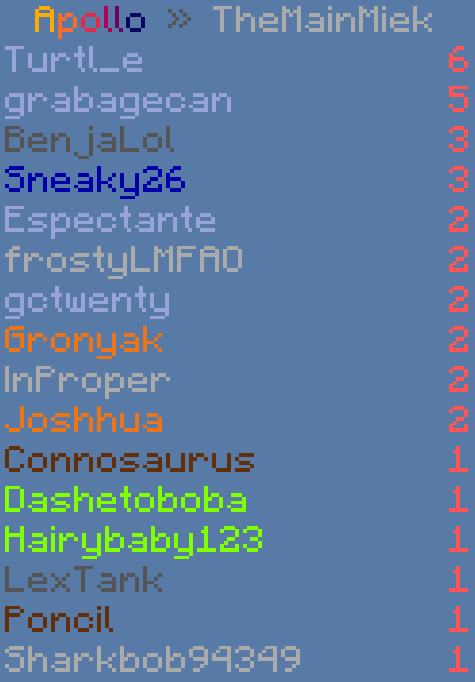 Apollo » TheMainMiek
Turtl_e 6
grabagecan 5
BenjaLol 3
Sneaky26 3
Espectante 2
frostyLMFAO 2
gctwenty 2
Gronyak 2
InProper 2
Joshhua 2
Connosaurus 1
Dashetoboba 1
Hairybaby123 1
LexTank 1
Poncil 1
Sharkbob94349 1